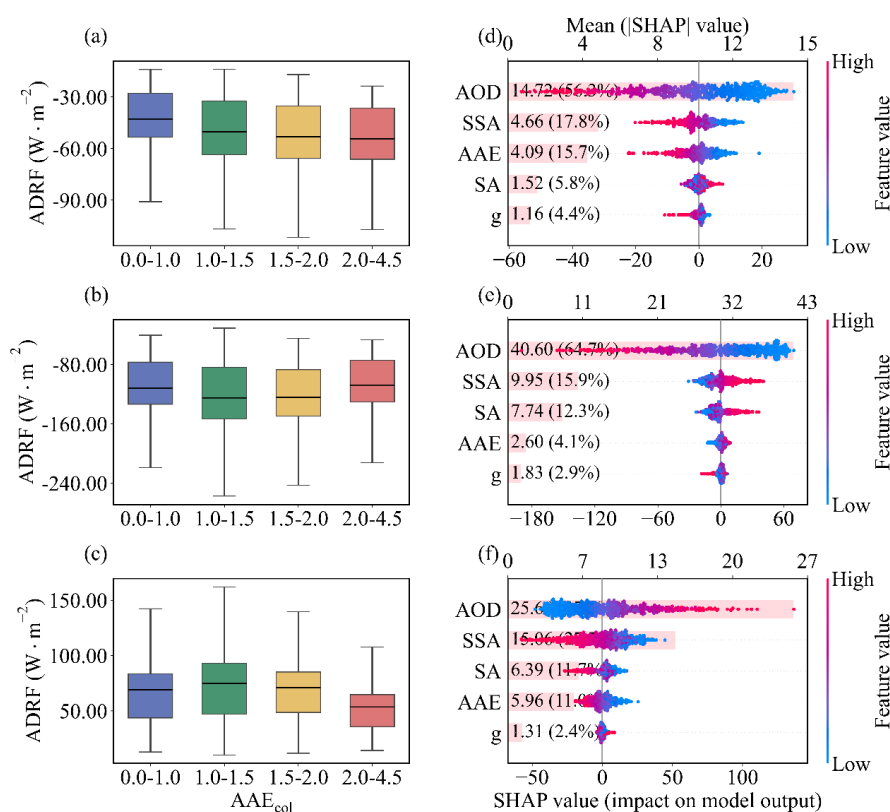 (a)
ADRF (W · m⁻²)
-30.00
-60.00
-90.00
0.0-1.0 1.0-1.5 1.5-2.0 2.0-4.5
(d)
Mean (|SHAP| value)
0 4 8 12 15
AOD 14.72 (56.3%)
SSA 4.66 (17.8%)
AAE 4.09 (15.7%)
SA 1.52 (5.8%)
g 1.16 (4.4%)
−60 −40 −20 0 20
High
Feature value
Low
(b)
ADRF (W · m⁻²)
-80.00
-160.00
-240.00
0.0-1.0 1.0-1.5 1.5-2.0 2.0-4.5
(e)
0 11 21 32 43
AOD 40.60 (64.7%)
SSA 9.95 (15.9%)
SA 7.74 (12.3%)
AAE 2.60 (4.1%)
g 1.83 (2.9%)
−180 −120 −60 0 60
High
Feature value
Low
(c)
ADRF (W · m⁻²)
150.00
100.00
50.00
0.0-1.0 1.0-1.5 1.5-2.0 2.0-4.5
AAEcol
(f)
0 7 13 20 27
AOD
SSA 15.06
SA 6.39 (11.7%)
AAE 5.96
g 1.31 (2.4%)
−50 0 50 100
SHAP value (impact on model output)
High
Feature value
Low